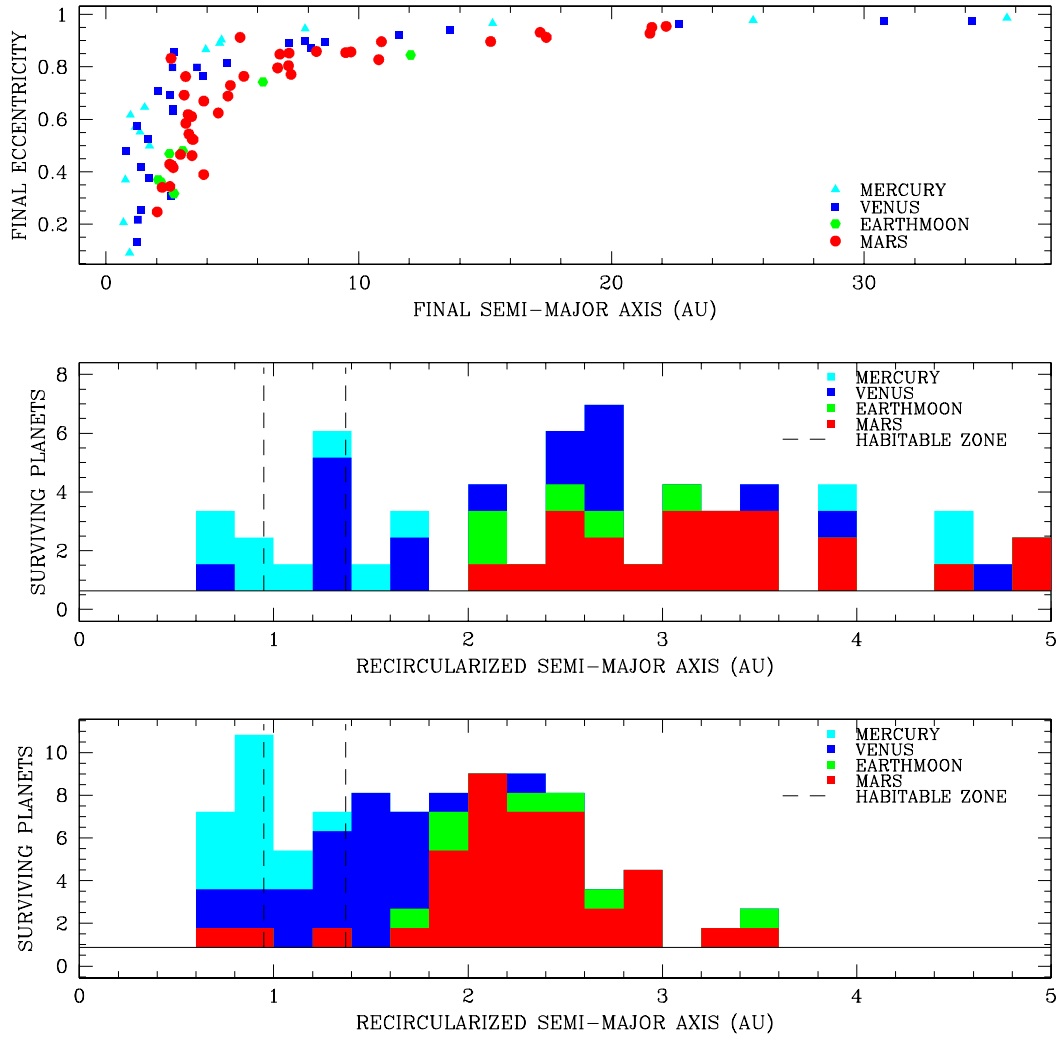 1
0.8
0.6
0.4
0.2
FINAL ECCENTRICITY
MERCURY
VENUS
EARTHMOON
MARS
0 10 20 30
FINAL SEMI-MAJOR AXIS (AU)
8
6
4
2
0
SURVIVING PLANETS
MERCURY
VENUS
EARTHMOON
MARS
HABITABLE ZONE
0 1 2 3 4 5
RECIRCULARIZED SEMI-MAJOR AXIS (AU)
10
8
6
4
2
0
SURVIVING PLANETS
MERCURY
VENUS
EARTHMOON
MARS
HABITABLE ZONE
0 1 2 3 4 5
RECIRCULARIZED SEMI-MAJOR AXIS (AU)